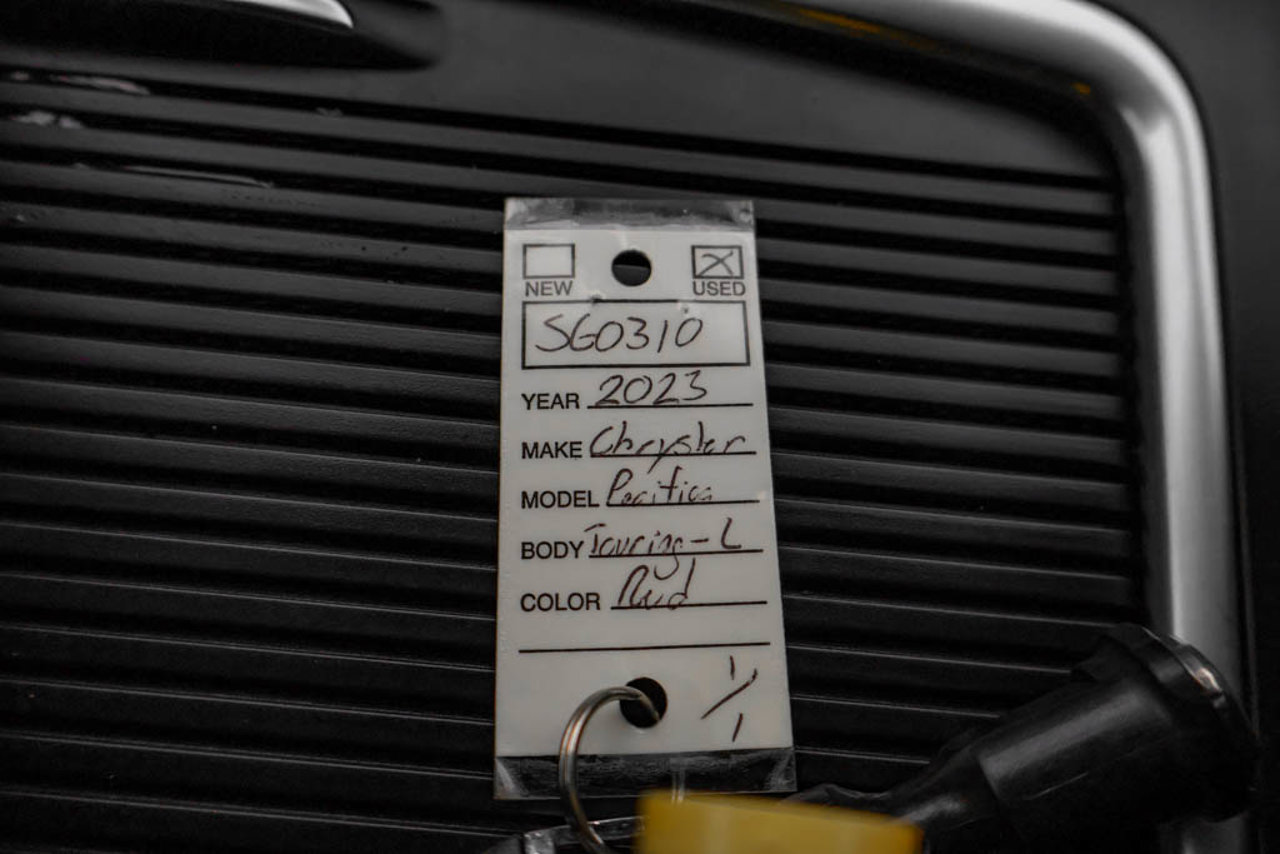 NEW USED
SG0310
YEAR 2023
MAKE Chrysler
MODEL Pacifica
BODY Touring-L
COLOR Red
1/1